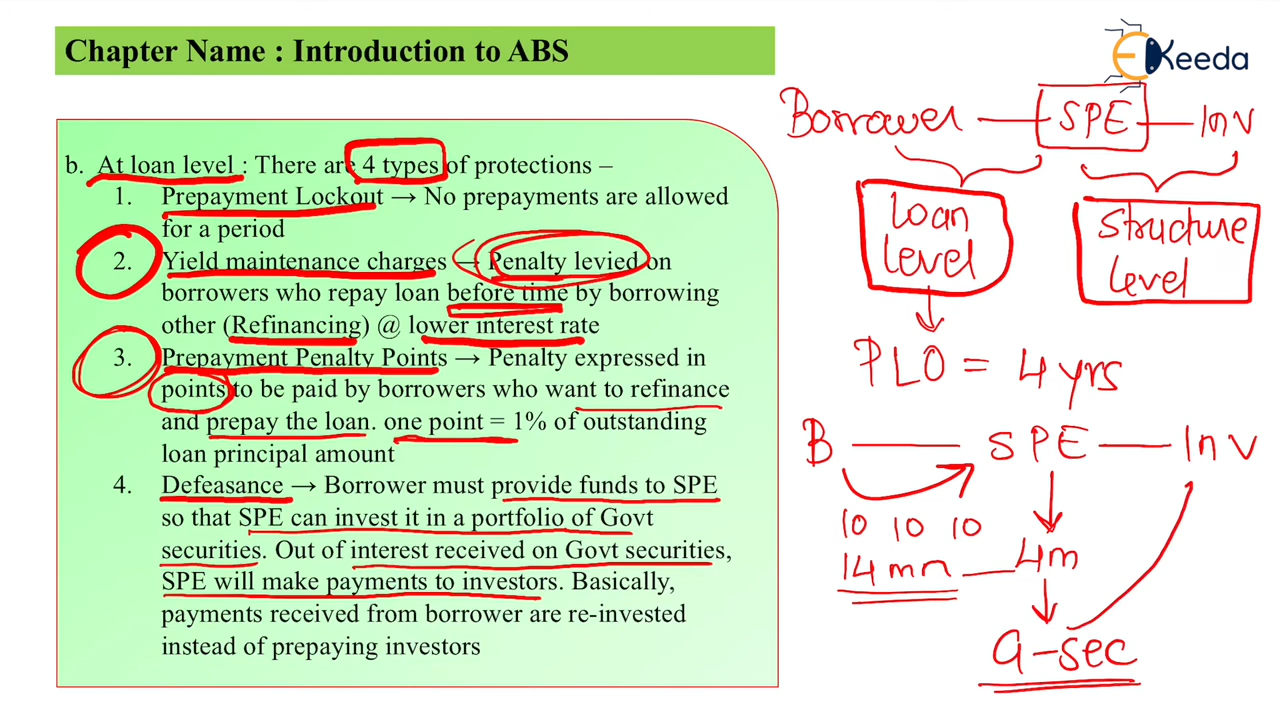 Chapter Name : Introduction to ABS
EKeeda
b. At loan level : There are 4 types of protections –
1. Prepayment Lockout → No prepayments are allowed
for a period
2. Yield maintenance charges → Penalty levied on
borrowers who repay loan before time by borrowing
other (Refinancing) @ lower interest rate
3. Prepayment Penalty Points → Penalty expressed in
points to be paid by borrowers who want to refinance
and prepay the loan. one point = 1% of outstanding
loan principal amount
4. Defeasance → Borrower must provide funds to SPE
so that SPE can invest it in a portfolio of Govt
securities. Out of interest received on Govt securities,
SPE will make payments to investors. Basically,
payments received from borrower are re-invested
instead of prepaying investors
Borrower — SPE — Inv
Loan
level
Structure
level
PLO = 4 yrs
B — SPE — Inv
10 10 10
14 mn — 4m
G-sec